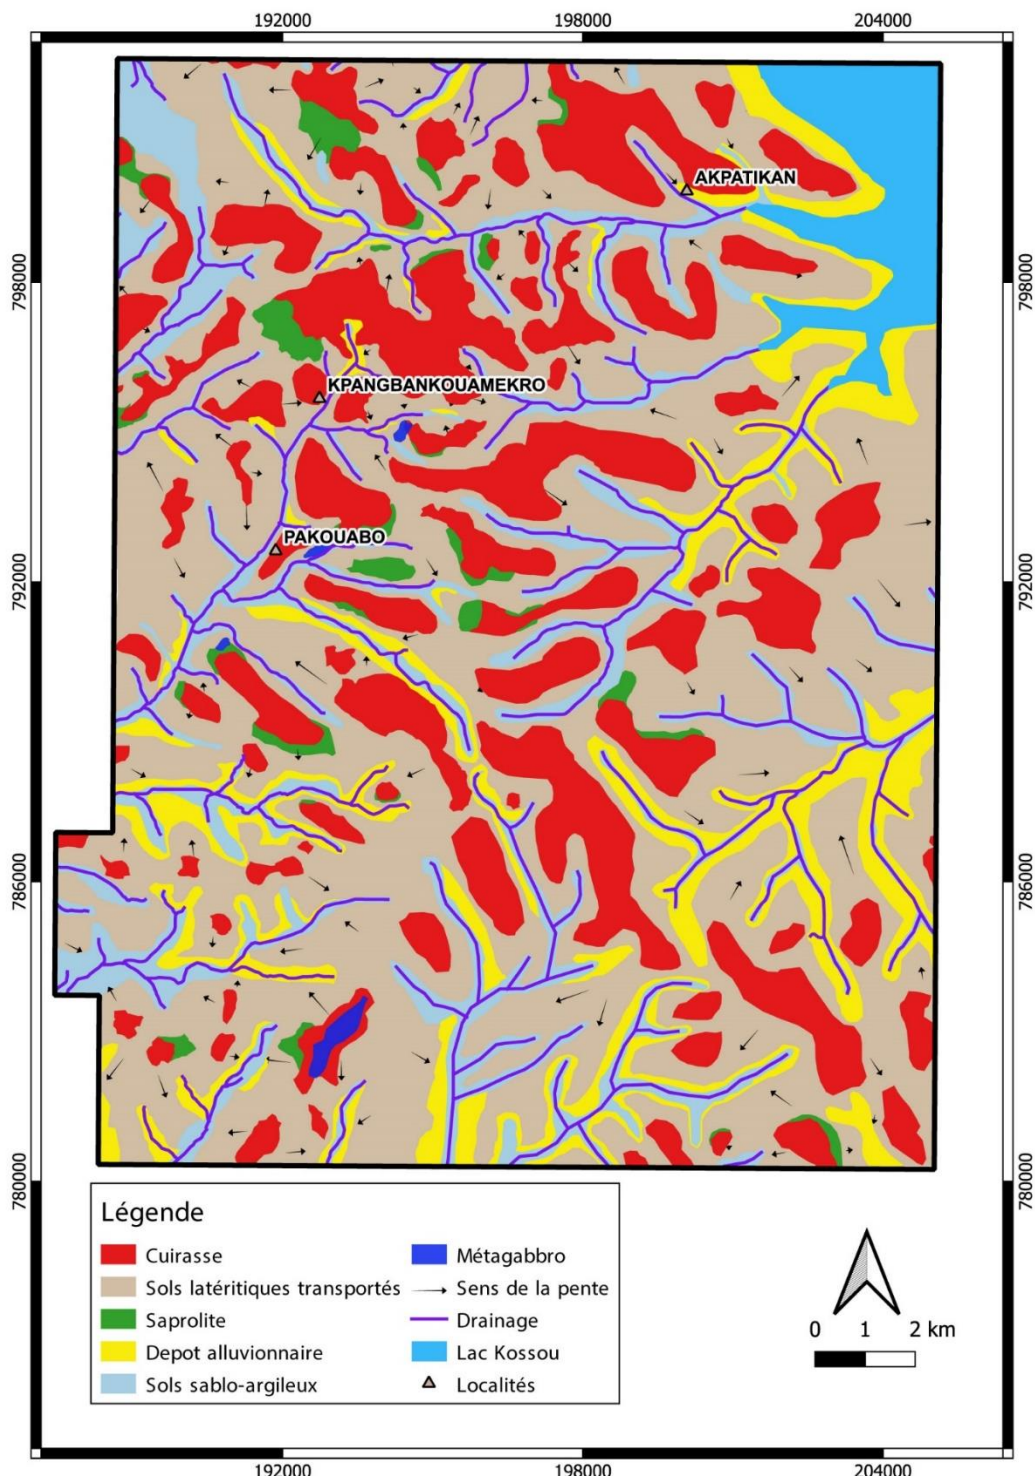 192000 198000 204000
AKPATIKAN
798000 798000
KPANGBANKOUAMEKRO
PAKOUABO
792000 792000
786000 786000
780000 780000
Légende
Cuirasse
Sols latéritiques transportés
Saprolite
Depot alluvionnaire
Sols sablo-argileux
Métagabbro
Sens de la pente
Drainage
Lac Kossou
Localités
0 1 2 km
192000 198000 204000